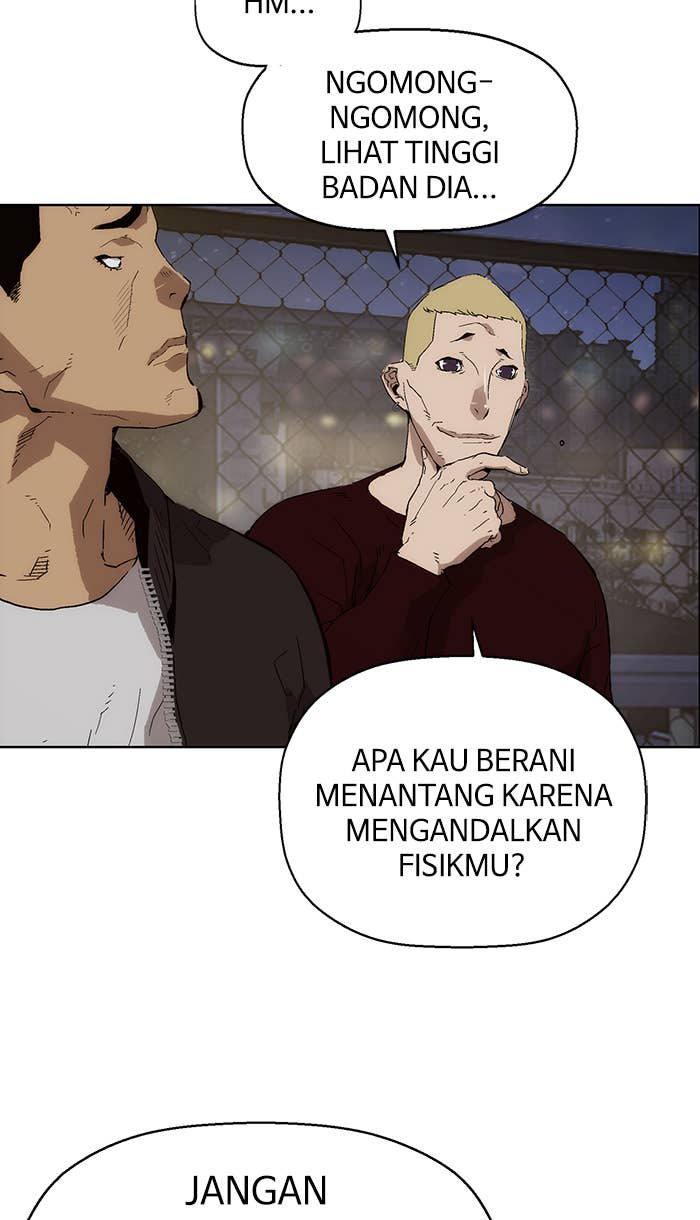 HM...
NGOMONG-
NGOMONG,
LIHAT TINGGI
BADAN DIA...
APA KAU BERANI
MENANTANG KARENA
MENGANDALKAN
FISIKMU?
JANGAN